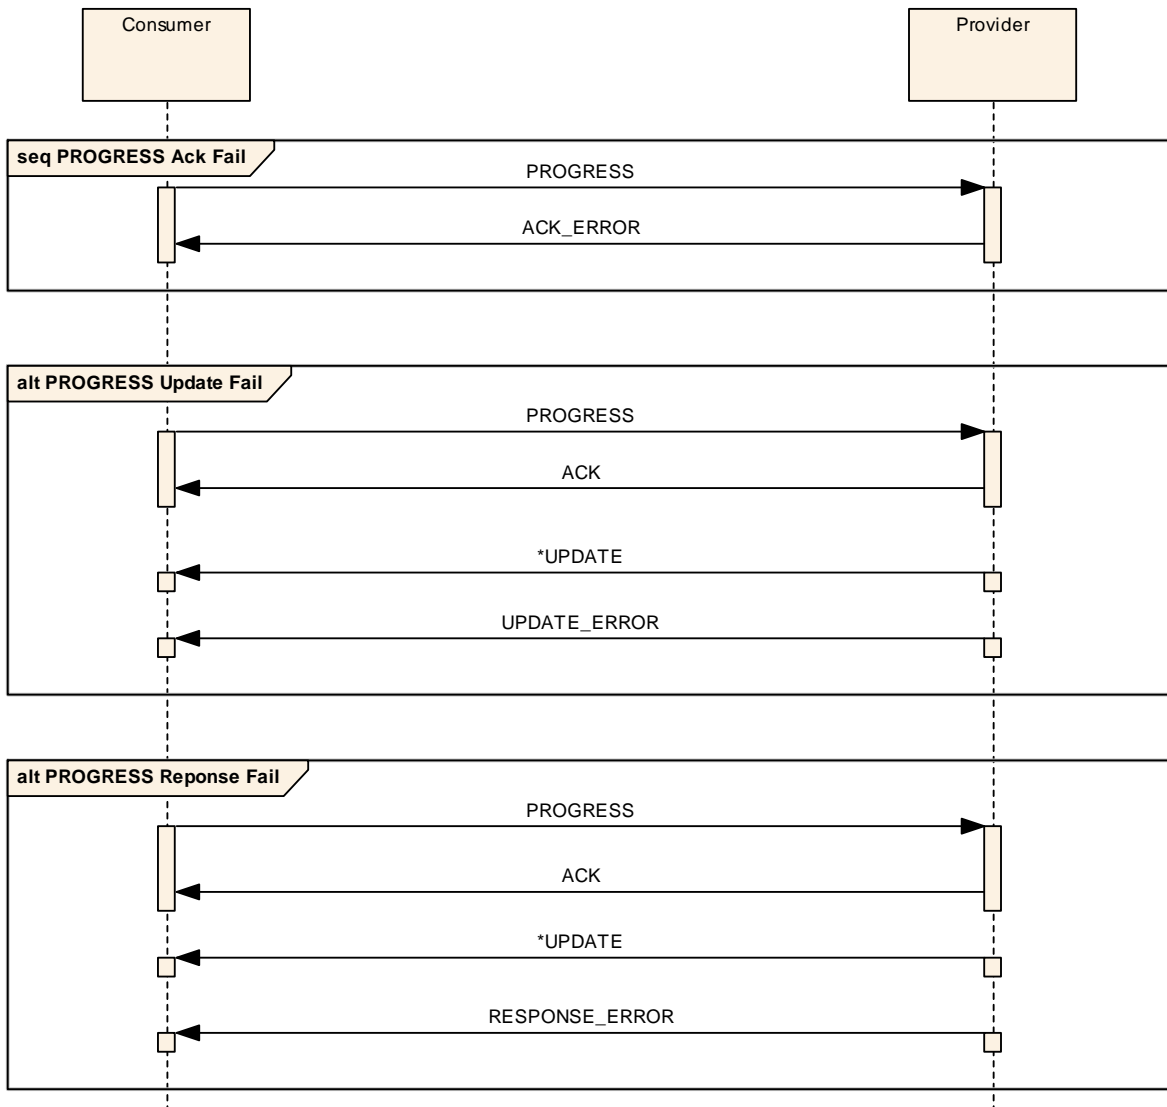 Consumer
Provider
seq PROGRESS Ack Fail
PROGRESS
ACK_ERROR
alt PROGRESS Update Fail
PROGRESS
ACK
*UPDATE
UPDATE_ERROR
alt PROGRESS Reponse Fail
PROGRESS
ACK
*UPDATE
RESPONSE_ERROR